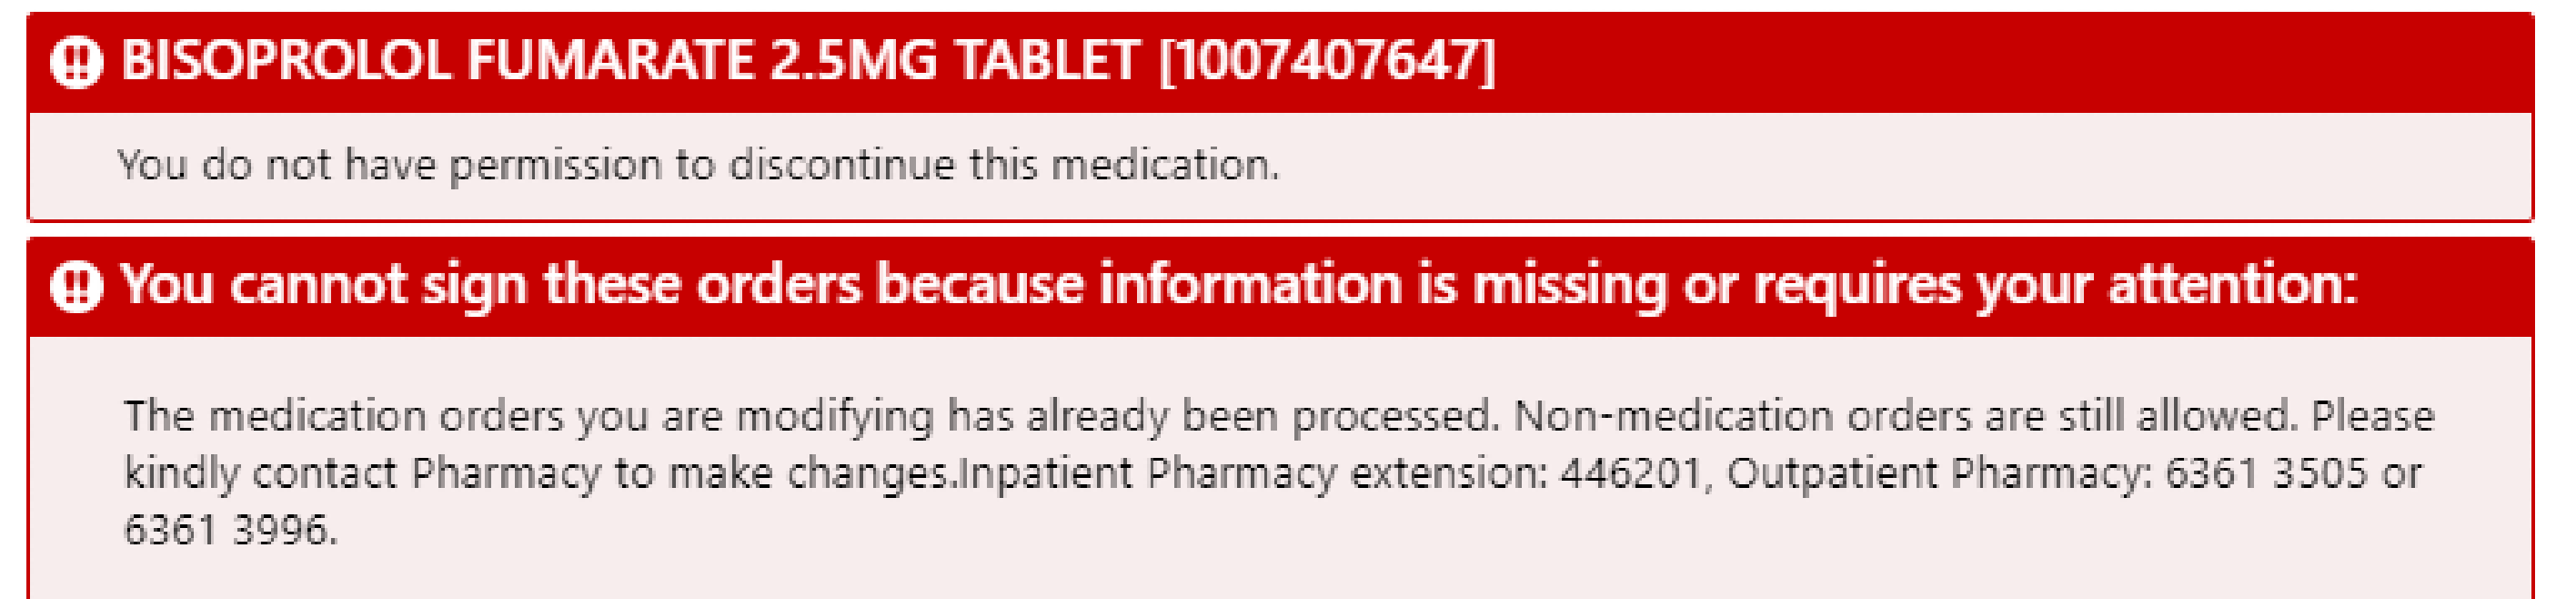 BISOPROLOL FUMARATE 2.5MG TABLET [1007407647]
You do not have permission to discontinue this medication.
You cannot sign these orders because information is missing or requires your attention:
The medication orders you are modifying has already been processed. Non-medication orders are still allowed. Please
kindly contact Pharmacy to make changes.Inpatient Pharmacy extension: 446201, Outpatient Pharmacy: 6361 3505 or
6361 3996.